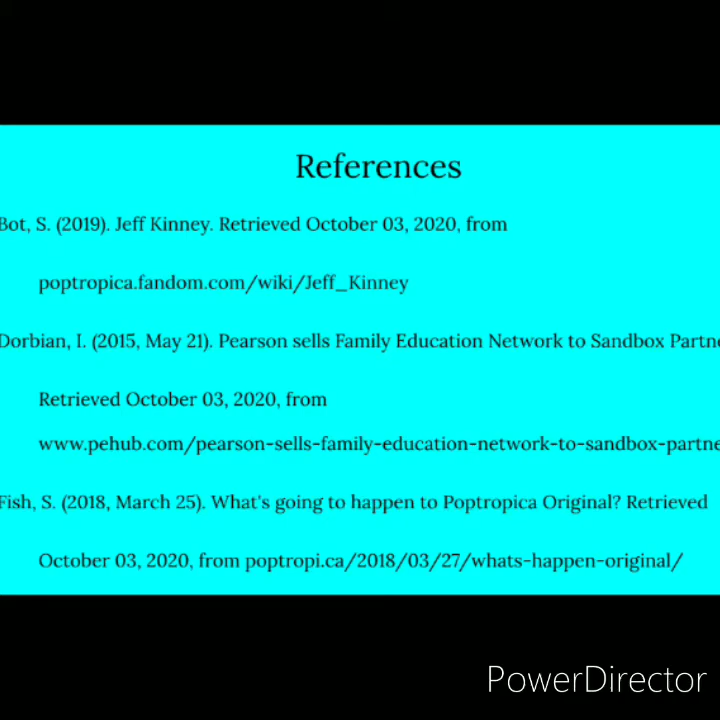 References
Bot, S. (2019). Jeff Kinney. Retrieved October 03, 2020, from
poptropica.fandom.com/wiki/Jeff_Kinney
Dorbian, I. (2015, May 21). Pearson sells Family Education Network to Sandbox
Retrieved October 03, 2020, from
www.pehub.com/pearson-sells-family-education-network-to-sandbox-partne
Fish, S. (2018, March 25). What's going to happen to Poptropica Original? Retrieved
October 03, 2020, from poptropi.ca/2018/03/27/whats-happen-original/
PowerDirector